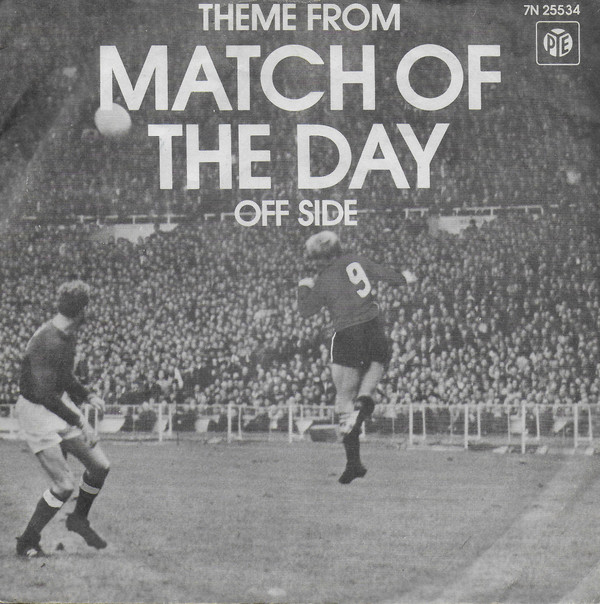 THEME FROM
7N 25534
PYE
MATCH OF
THE DAY
OFF SIDE
9